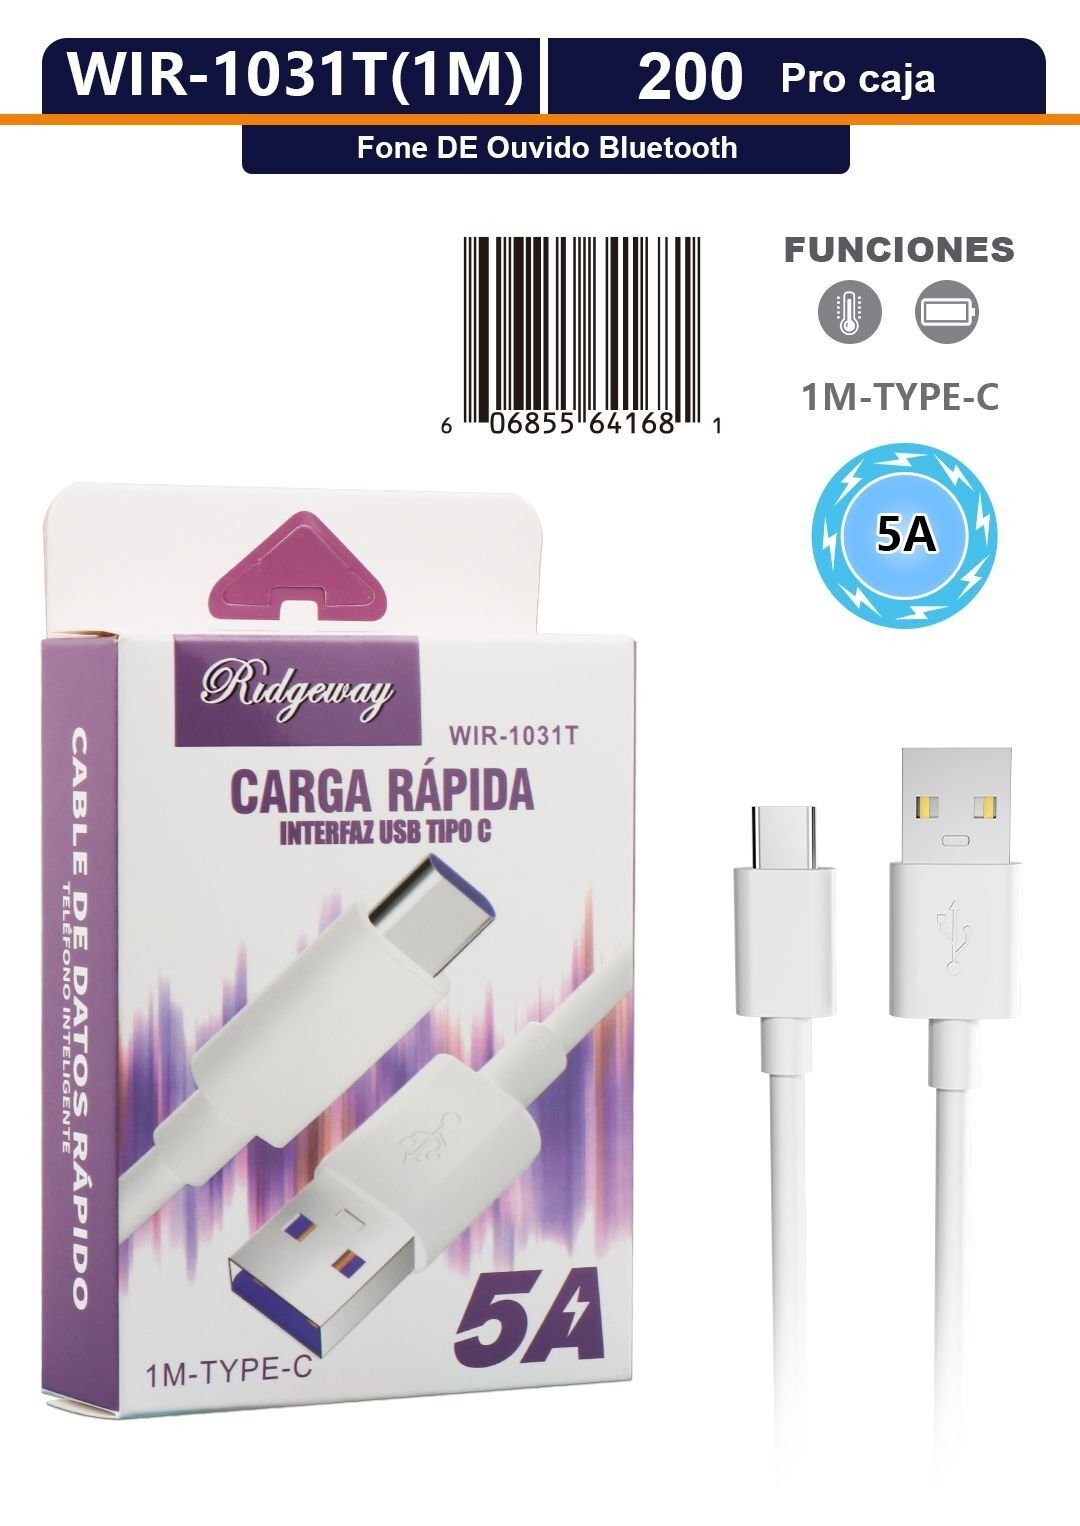 WIR-1031T(1M)
200 Pro caja
Fone DE Ouvido Bluetooth
6 06855 64168 1
FUNCIONES
1M-TYPE-C
5A
Ridgeway
WIR-1031T
CARGA RÁPIDA
INTERFAZ USB TIPO C
CABLE DE DATOS RÁPIDO
TELÉFONO INTELIGENTE
5A
1M-TYPE-C